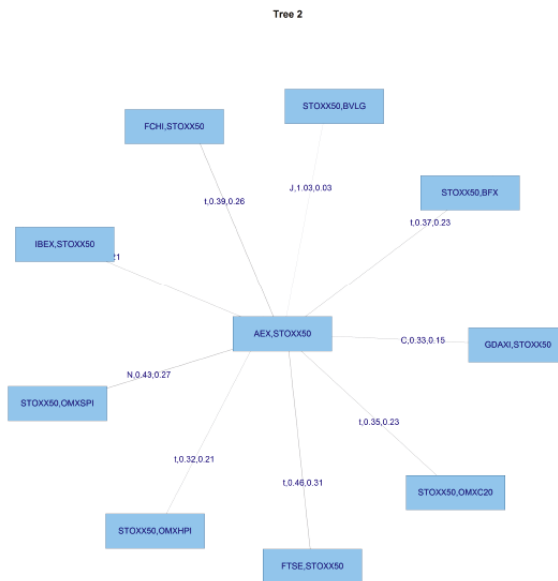 Tree 2
STOXX50,BVLG
FCHI,STOXX50
J,1.03,0.03
STOXX50,BFX
t,0.39,0.26
t,0.37,0.23
IBEX,STOXX50
21
AEX,STOXX50
C,0.33,0.15
GDAXI,STOXX50
N,0.43,0.27
STOXX50,OMXSPI
t,0.35,0.23
t,0.32,0.21
t,0.46,0.31
STOXX50,OMXC20
STOXX50,OMXHPI
FTSE,STOXX50